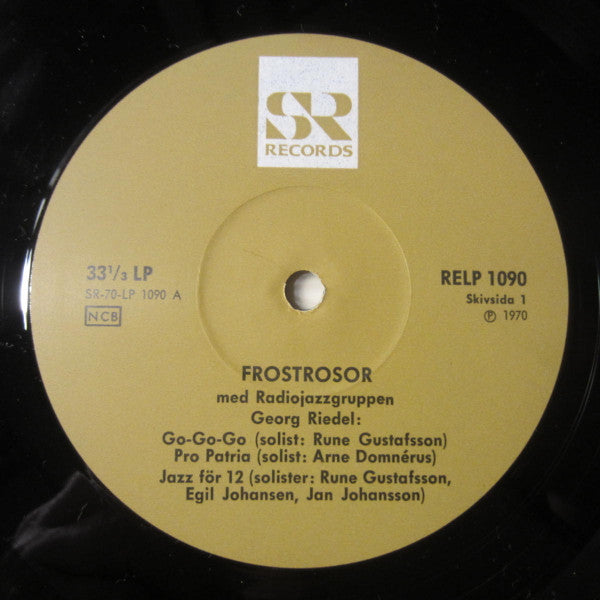 SR
RECORDS
33 1/3 LP
SR-70-LP 1090 A
NCB
RELP 1090
Skivsida 1
℗ 1970
FROSTROSOR
med Radiojazzgruppen
Georg Riedel:
Go-Go-Go (solist: Rune Gustafsson)
Pro Patria (solist: Arne Domnérus)
Jazz för 12 (solister: Rune Gustafsson,
Egil Johansen, Jan Johansson)